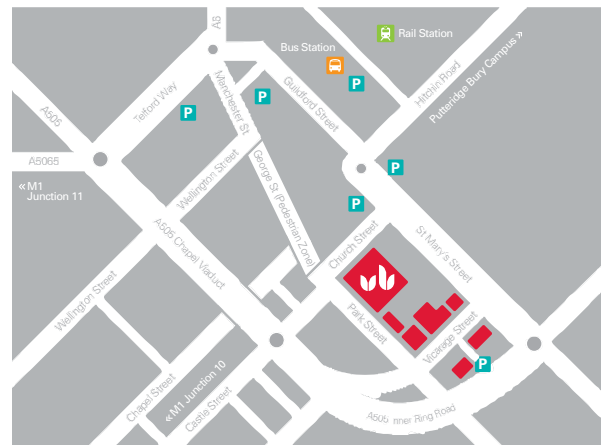 A6
Rail Station
Bus Station
Hitchin Road
Putteridge Bury Campus »
Telford Way
P
Manchester St
P
Guildford Street
P
A505
A5065
« M1
Junction 11
Wellington Street
George St (Pedestrian Zone)
P
P
A505 Chapel Viaduct
Church Street
St Mary's Street
Wellington Street
Park Street
Vicarage Street
P
Chapel Street
« M1 Junction 10
Castle Street
A505 Inner Ring Road